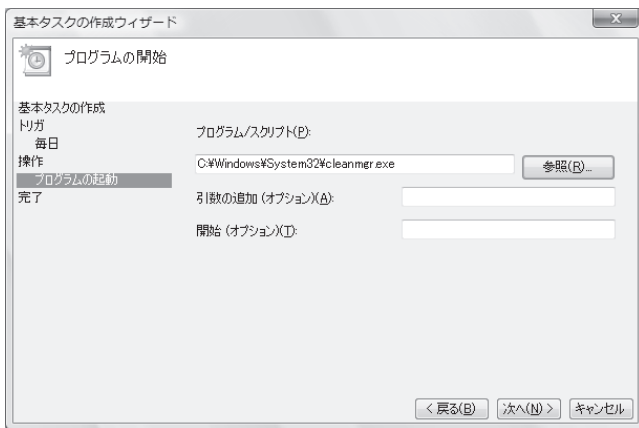 基本タスクの作成ウィザード
プログラムの開始
基本タスクの作成
トリガ
毎日
操作
プログラムの起動
完了
プログラム/スクリプト(P):
C:¥Windows¥System32¥cleanmgr.exe
参照(R)...
引数の追加 (オプション)(A):
開始 (オプション)(T):
< 戻る(B)
次へ(N) >
キャンセル